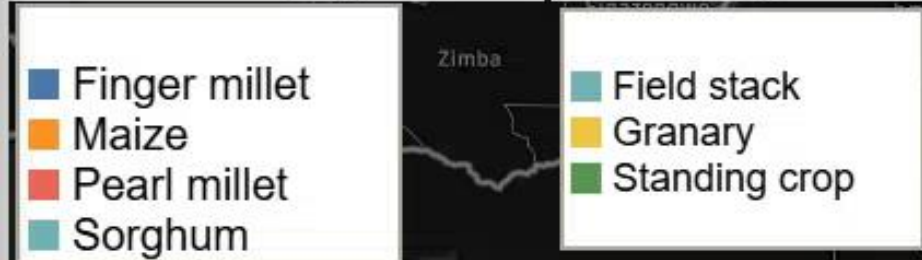 Zimba
Finger millet
Maize
Pearl millet
Sorghum
Field stack
Granary
Standing crop